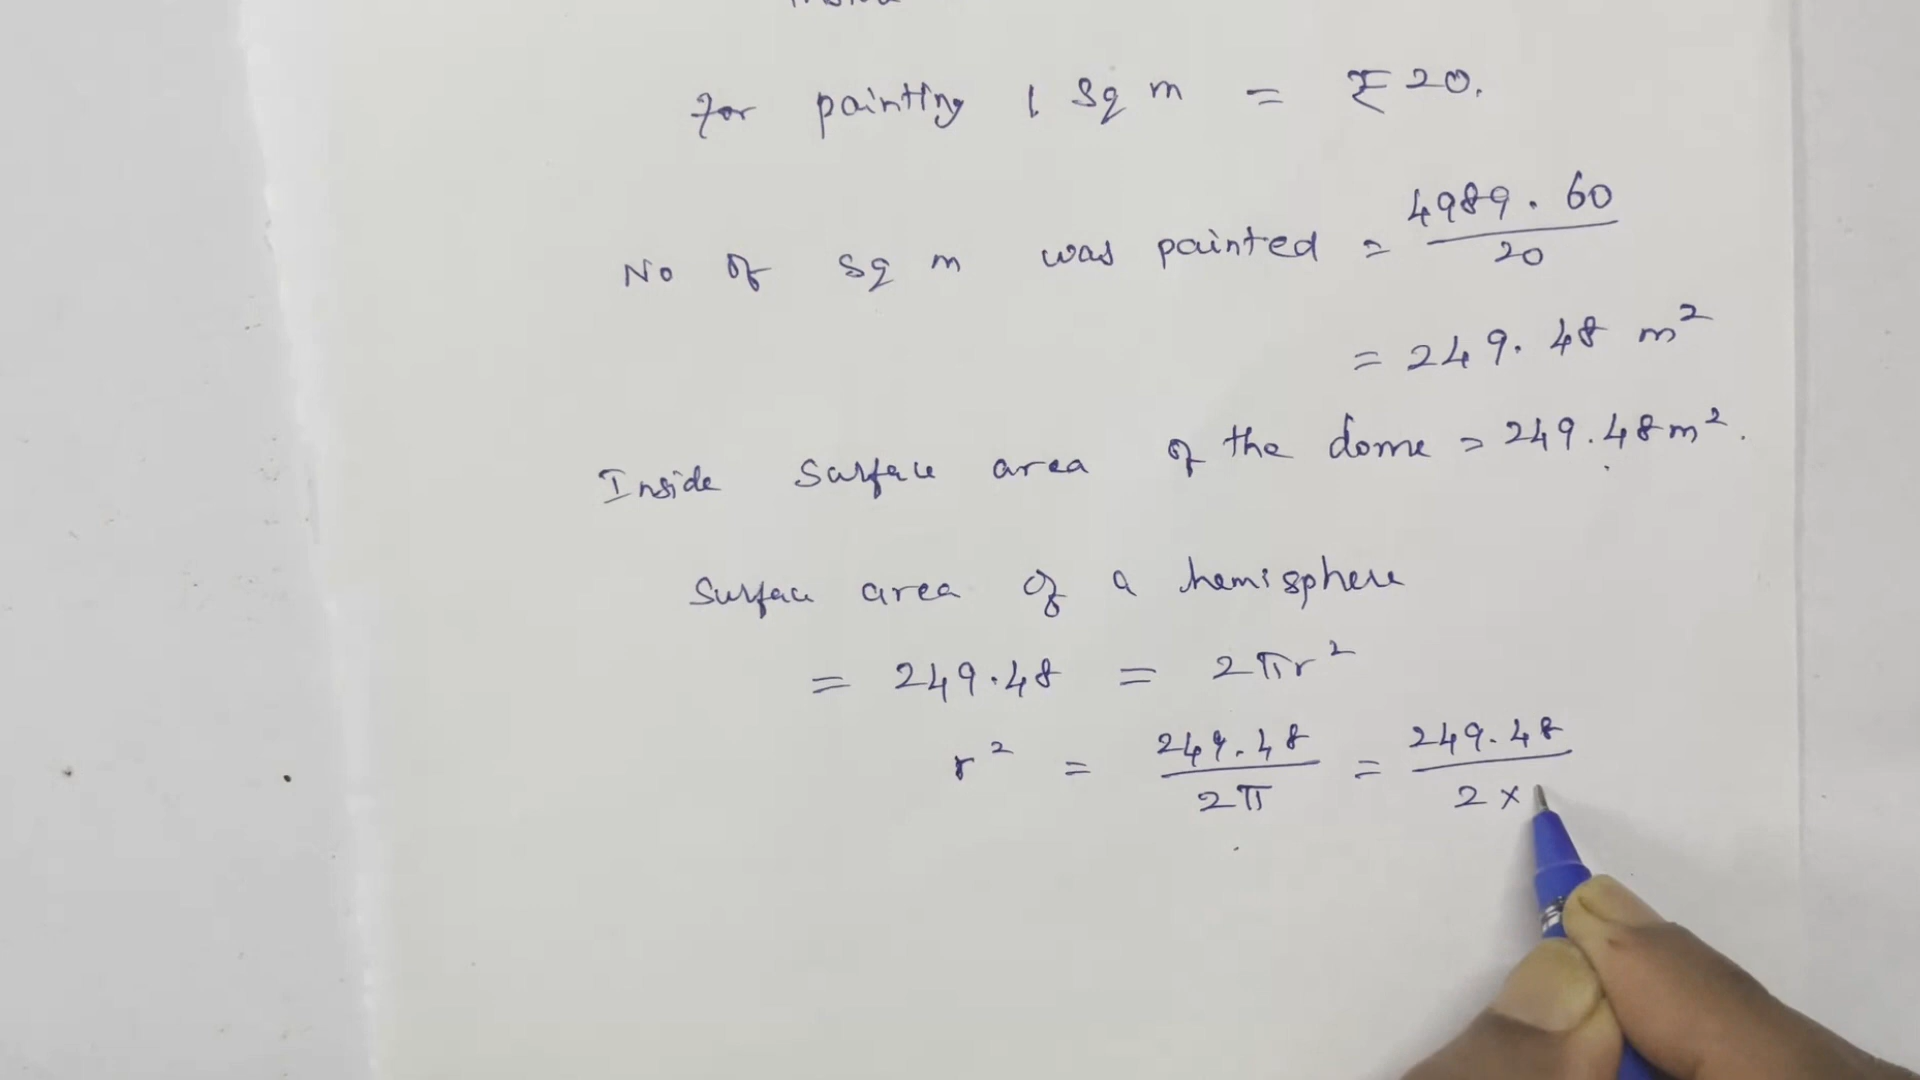 for painting 1 Sq m = ₹ 20.
No of sq m was painted = 4989.60 / 20
= 249.48 m²
Inside surface area of the dome = 249.48 m².
Surface area of a hemisphere
= 249.48 = 2πr²
r² = 249.48 / 2π = 249.48 / 2 ×